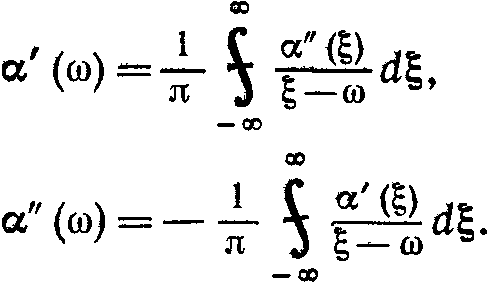 α′ (ω) = 1/π ⨍_{−∞}^{∞} α″ (ξ)/(ξ − ω) dξ,
α″ (ω) = − 1/π ⨍_{−∞}^{∞} α′ (ξ)/(ξ − ω) dξ.